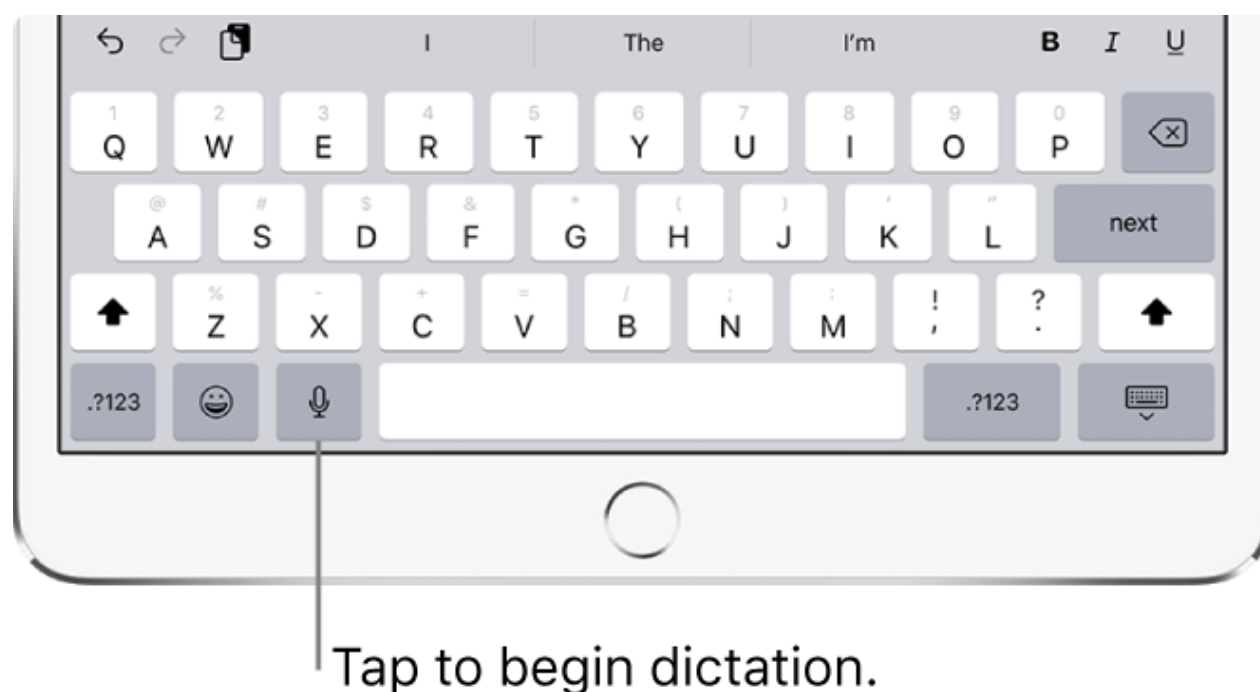 I The I’m B I U
1 2 3 4 5 6 7 8 9 0
Q W E R T Y U I O P
@ # $ & * ( ) ’ ”
A S D F G H J K L next
% - + = / ; : ! ?
Z X C V B N M , .
.?123 .?123
Tap to begin dictation.